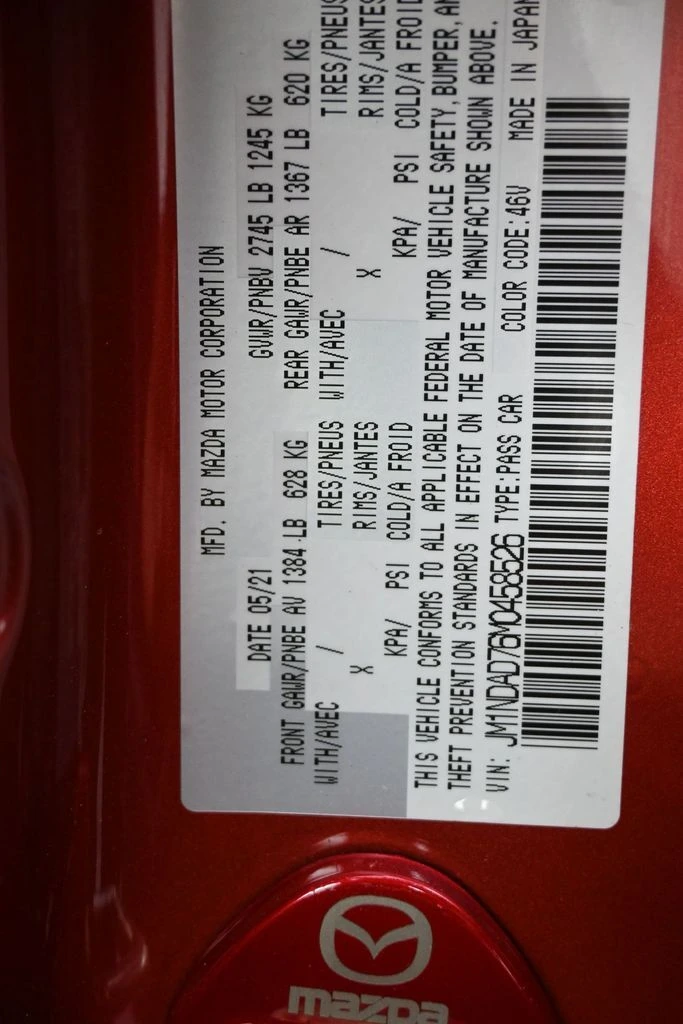 MFD. BY MAZDA MOTOR CORPORATION
DATE 05/21 GVWR/PNBV 2745 LB 1245 KG
FRONT GAWR/PNBE AV 1384 LB 628 KG REAR GAWR/PNBE AR 1367 LB 620 KG
WITH/AVEC / TIRES/PNEUS WITH/AVEC / TIRES/PNEUS
X RIMS/JANTES X RIMS/JANTES
KPA/ PSI COLD/A FROID KPA/ PSI COLD/A FROID
THIS VEHICLE CONFORMS TO ALL APPLICABLE FEDERAL MOTOR VEHICLE SAFETY, BUMPER, AN
THEFT PREVENTION STANDARDS IN EFFECT ON THE DATE OF MANUFACTURE SHOWN ABOVE.
VIN: JM1NDAD76M0458526 TYPE:PASS CAR COLOR CODE:46V MADE IN JAPAN
mazda